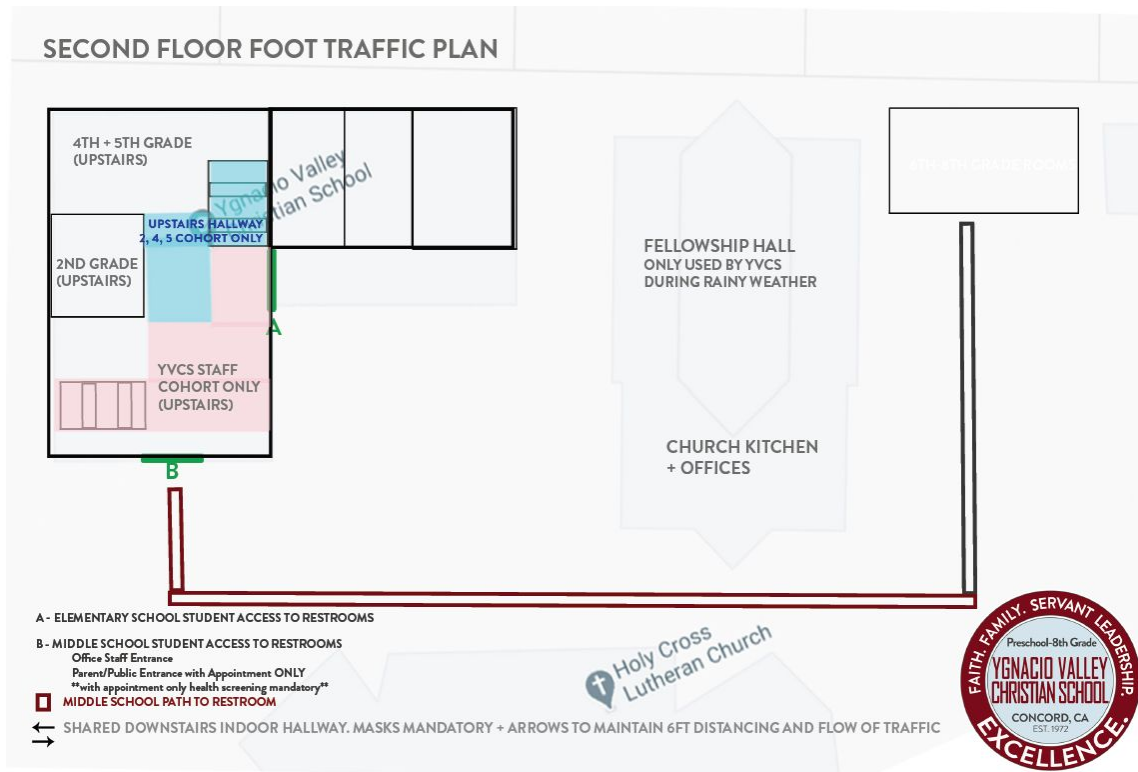 SECOND FLOOR FOOT TRAFFIC PLAN
4TH + 5TH GRADE
(UPSTAIRS)
Ygnacio Valley
istian School
UPSTAIRS HALLWAY
2, 4, 5 COHORT ONLY
2ND GRADE
(UPSTAIRS)
A
YVCS STAFF
COHORT ONLY
(UPSTAIRS)
B
6TH-8TH GRADE ROOMS
FELLOWSHIP HALL
ONLY USED BY YVCS
DURING RAINY WEATHER
CHURCH KITCHEN
+ OFFICES
A - ELEMENTARY SCHOOL STUDENT ACCESS TO RESTROOMS
B - MIDDLE SCHOOL STUDENT ACCESS TO RESTROOMS
Office Staff Entrance
Parent/Public Entrance with Appointment ONLY
**with appointment only health screening mandatory**
MIDDLE SCHOOL PATH TO RESTROOM
SHARED DOWNSTAIRS INDOOR HALLWAY. MASKS MANDATORY + ARROWS TO MAINTAIN 6FT DISTANCING AND FLOW OF TRAFFIC
Holy Cross
Lutheran Church
FAITH. FAMILY. SERVANT LEADERSHIP.
Preschool-8th Grade
YGNACIO VALLEY
CHRISTIAN SCHOOL
CONCORD, CA
EST. 1972
EXCELLENCE.